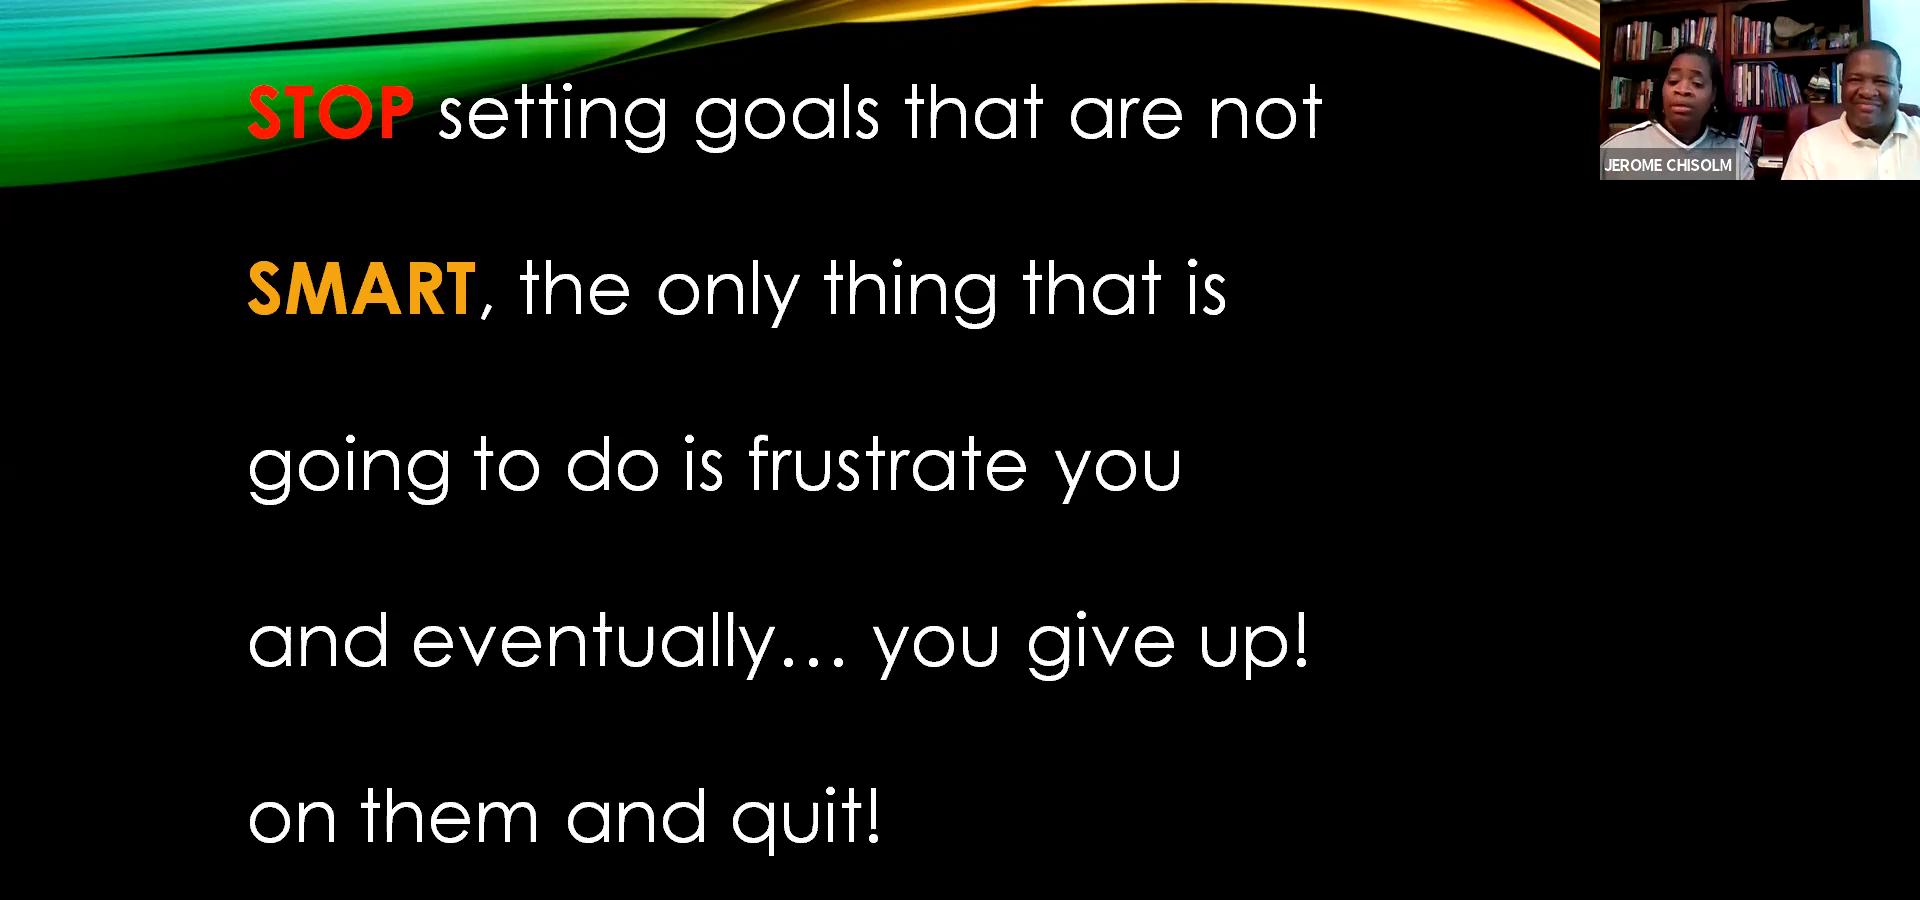 STOP setting goals that are not
SMART, the only thing that is
going to do is frustrate you
and eventually… you give up!
on them and quit!
JEROME CHISOLM